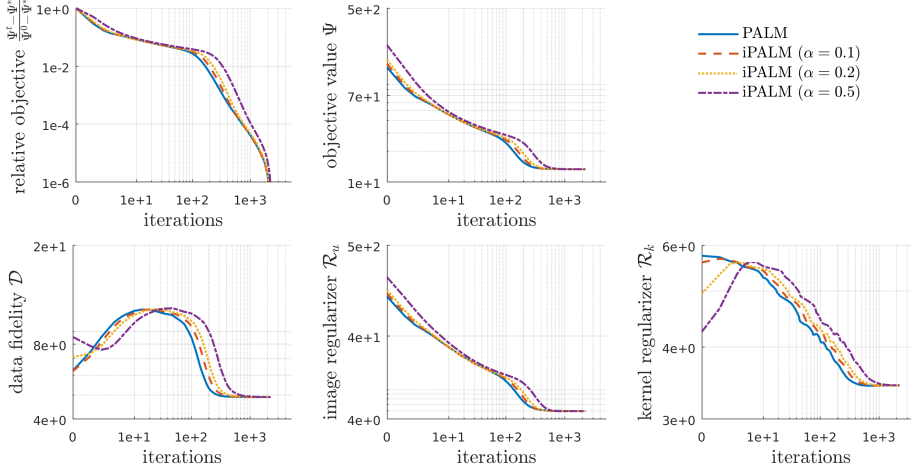 relative objective Ψᵗ−Ψ* / Ψ⁰−Ψ*
1e+0
1e-2
1e-4
1e-6
0
1e+1
1e+2
1e+3
iterations
objective value Ψ
5e+2
7e+1
1e+1
0
1e+1
1e+2
1e+3
iterations
PALM
iPALM (α = 0.1)
iPALM (α = 0.2)
iPALM (α = 0.5)
data fidelity 𝒟
2e+1
8e+0
4e+0
0
1e+1
1e+2
1e+3
iterations
image regularizer ℛᵤ
5e+2
4e+1
4e+0
0
1e+1
1e+2
1e+3
iterations
kernel regularizer ℛₖ
6e+0
4e+0
3e+0
0
1e+1
1e+2
1e+3
iterations